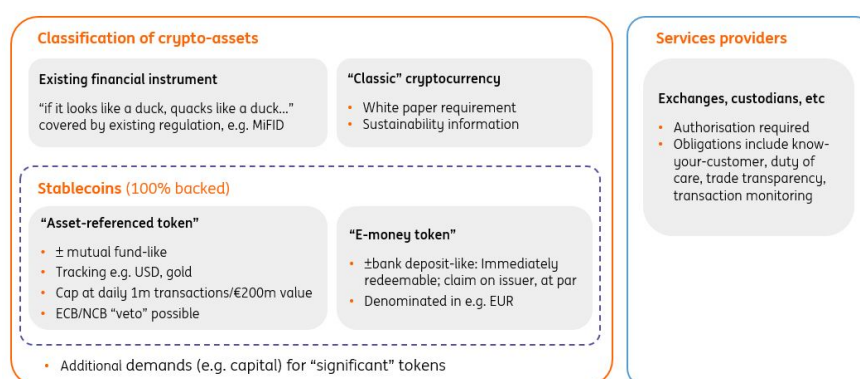 Classification of crypto-assets
Existing financial instrument
“if it looks like a duck, quacks like a duck...”
covered by existing regulation, e.g. MiFID
“Classic” cryptocurrency
• White paper requirement
• Sustainability information
Stablecoins (100% backed)
“Asset-referenced token”
• ± mutual fund-like
• Tracking e.g. USD, gold
• Cap at daily 1m transactions/€200m value
• ECB/NCB “veto” possible
“E-money token”
• ±bank deposit-like: Immediately
redeemable; claim on issuer, at par
• Denominated in e.g. EUR
• Additional demands (e.g. capital) for “significant” tokens
Services providers
Exchanges, custodians, etc
• Authorisation required
• Obligations include know-
your-customer, duty of
care, trade transparency,
transaction monitoring